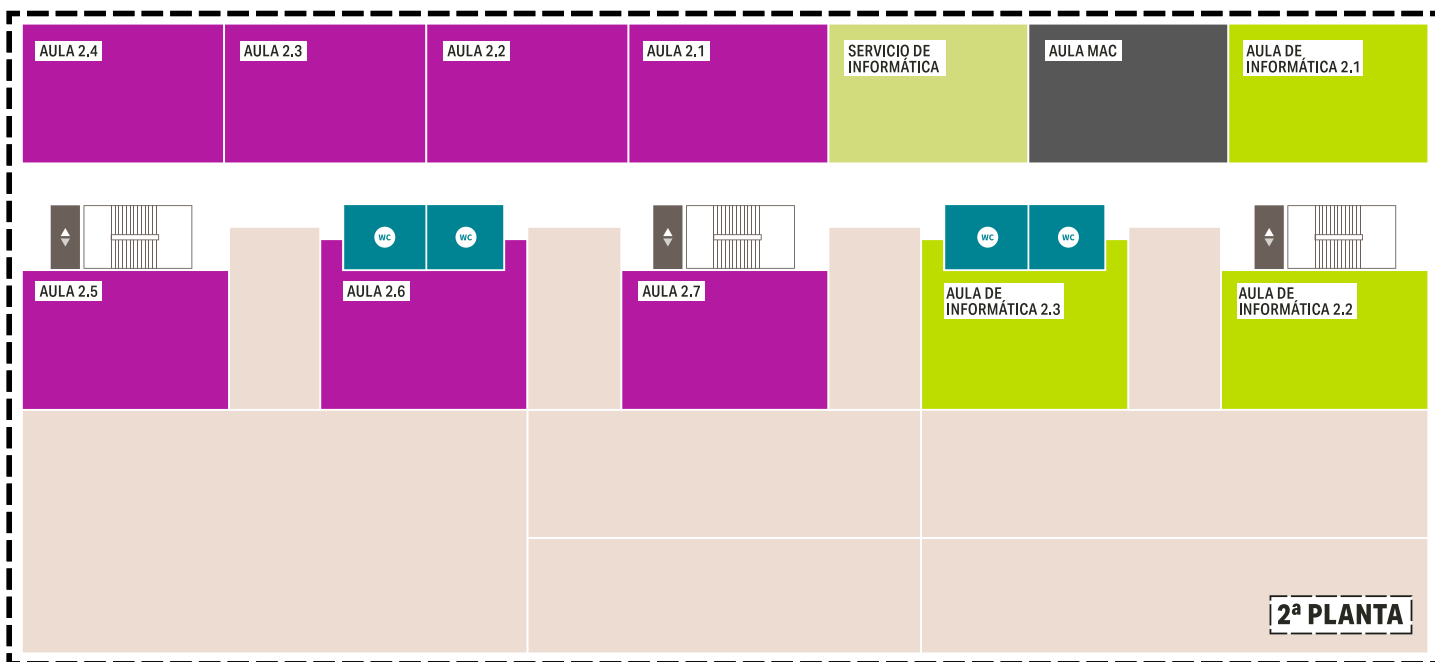 AULA 2.4
AULA 2.3
AULA 2.2
AULA 2.1
SERVICIO DE
INFORMÁTICA
AULA MAC
AULA DE
INFORMÁTICA 2.1
WC
WC
WC
WC
AULA 2.5
AULA 2.6
AULA 2.7
AULA DE
INFORMÁTICA 2.3
AULA DE
INFORMÁTICA 2.2
2ª PLANTA